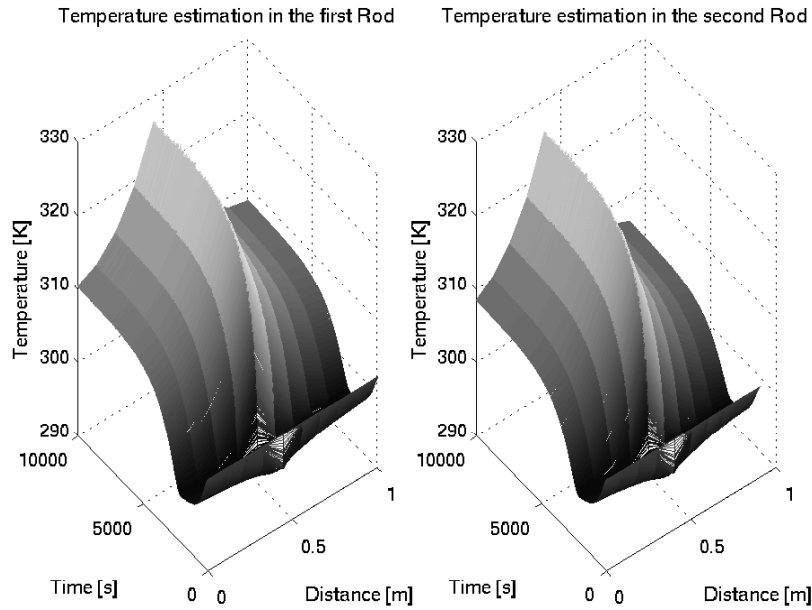 Temperature estimation in the first Rod
Temperature [K]
330
320
310
300
290
10000
5000
0
Time [s]
0
0.5
1
Distance [m]
Temperature estimation in the second Rod
Temperature [K]
330
320
310
300
290
10000
5000
0
Time [s]
0
0.5
1
Distance [m]